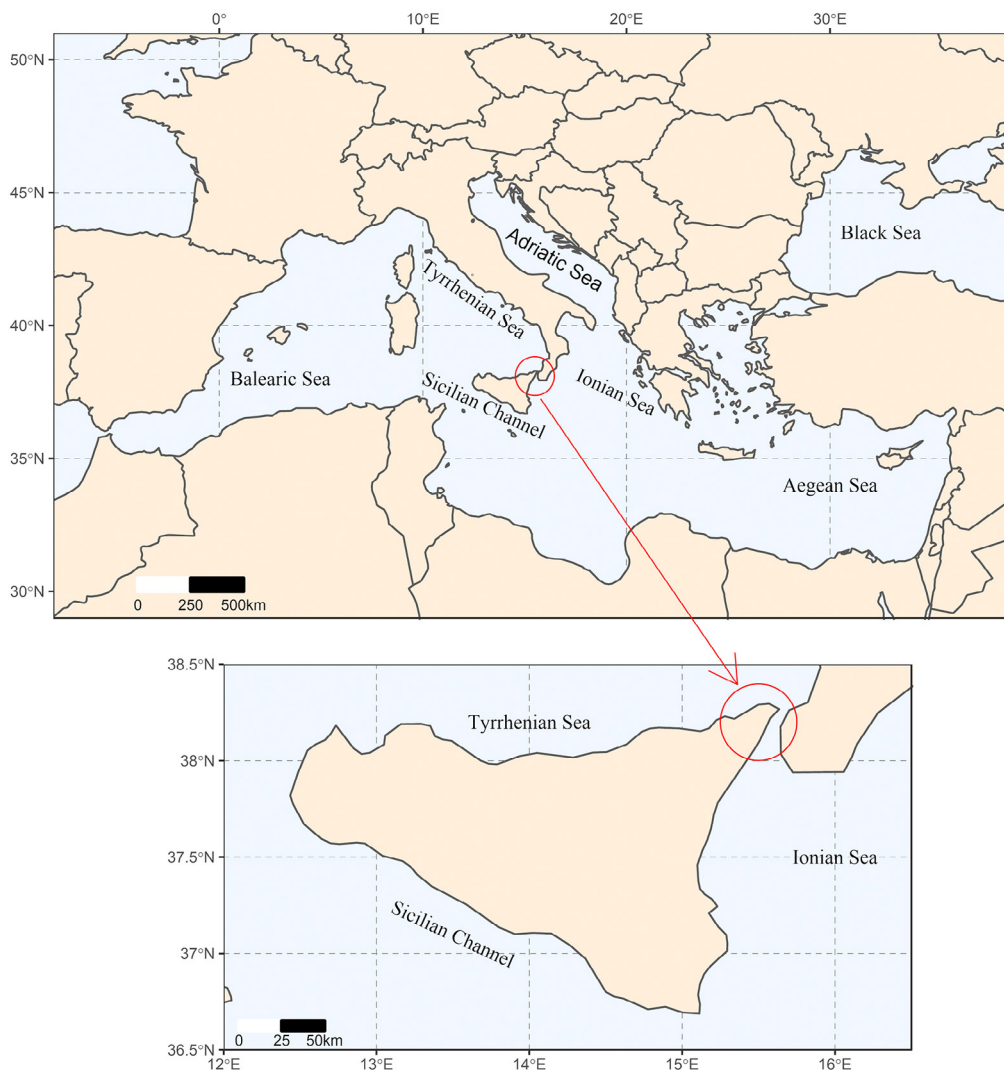 0° 10°E 20°E 30°E
50°N
45°N
Black Sea
Adriatic Sea
Tyrrhenian Sea
40°N
Balearic Sea
Sicilian Channel
Ionian Sea
35°N
Aegean Sea
30°N
0 250 500km
38.5°N
Tyrrhenian Sea
38°N
37.5°N
Ionian Sea
Sicilian Channel
37°N
0 25 50km
36.5°N
12°E 13°E 14°E 15°E 16°E